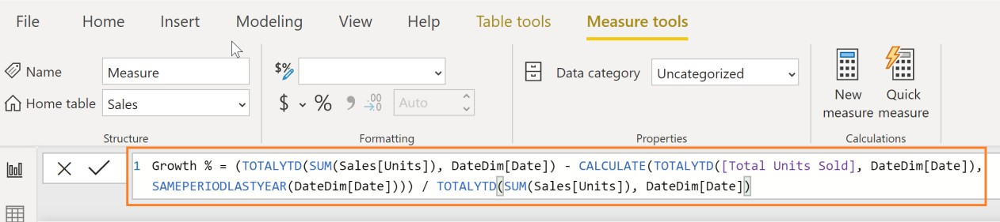 File Home Insert Modeling View Help Table tools Measure tools
Name Measure
$%
Data category Uncategorized
Home table Sales
$ % , .00 →.0 Auto
New measure
Quick measure
Structure Formatting Properties Calculations
1 Growth % = (TOTALYTD(SUM(Sales[Units]), DateDim[Date]) - CALCULATE(TOTALYTD([Total Units Sold], DateDim[Date]),
SAMEPERIODLASTYEAR(DateDim[Date]))) / TOTALYTD(SUM(Sales[Units]), DateDim[Date])